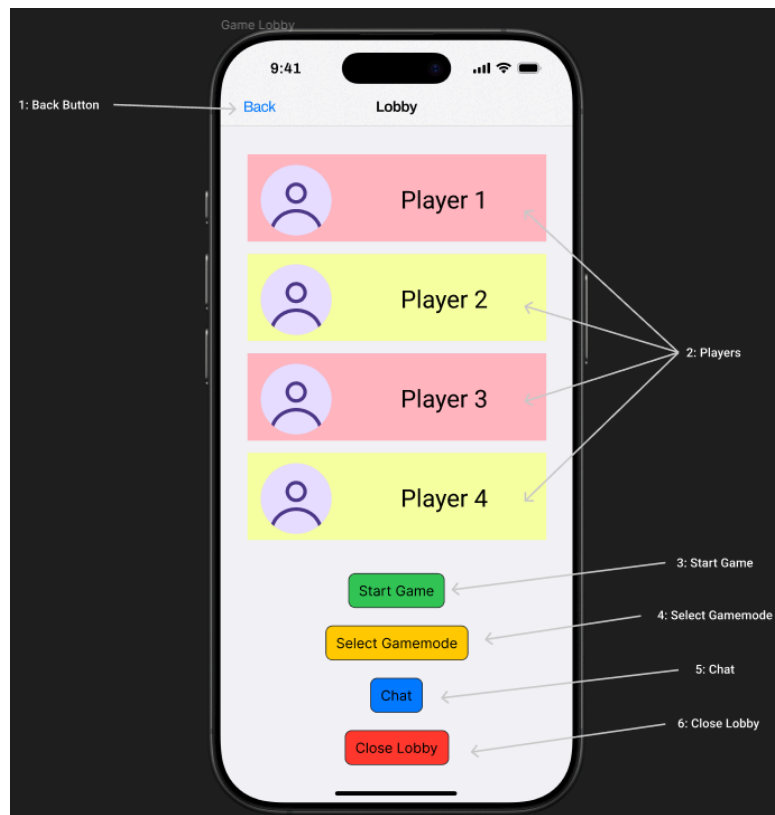 Game Lobby
9:41
1: Back Button
Back
Lobby
Player 1
Player 2
2: Players
Player 3
Player 4
3: Start Game
Start Game
4: Select Gamemode
Select Gamemode
5: Chat
Chat
6: Close Lobby
Close Lobby